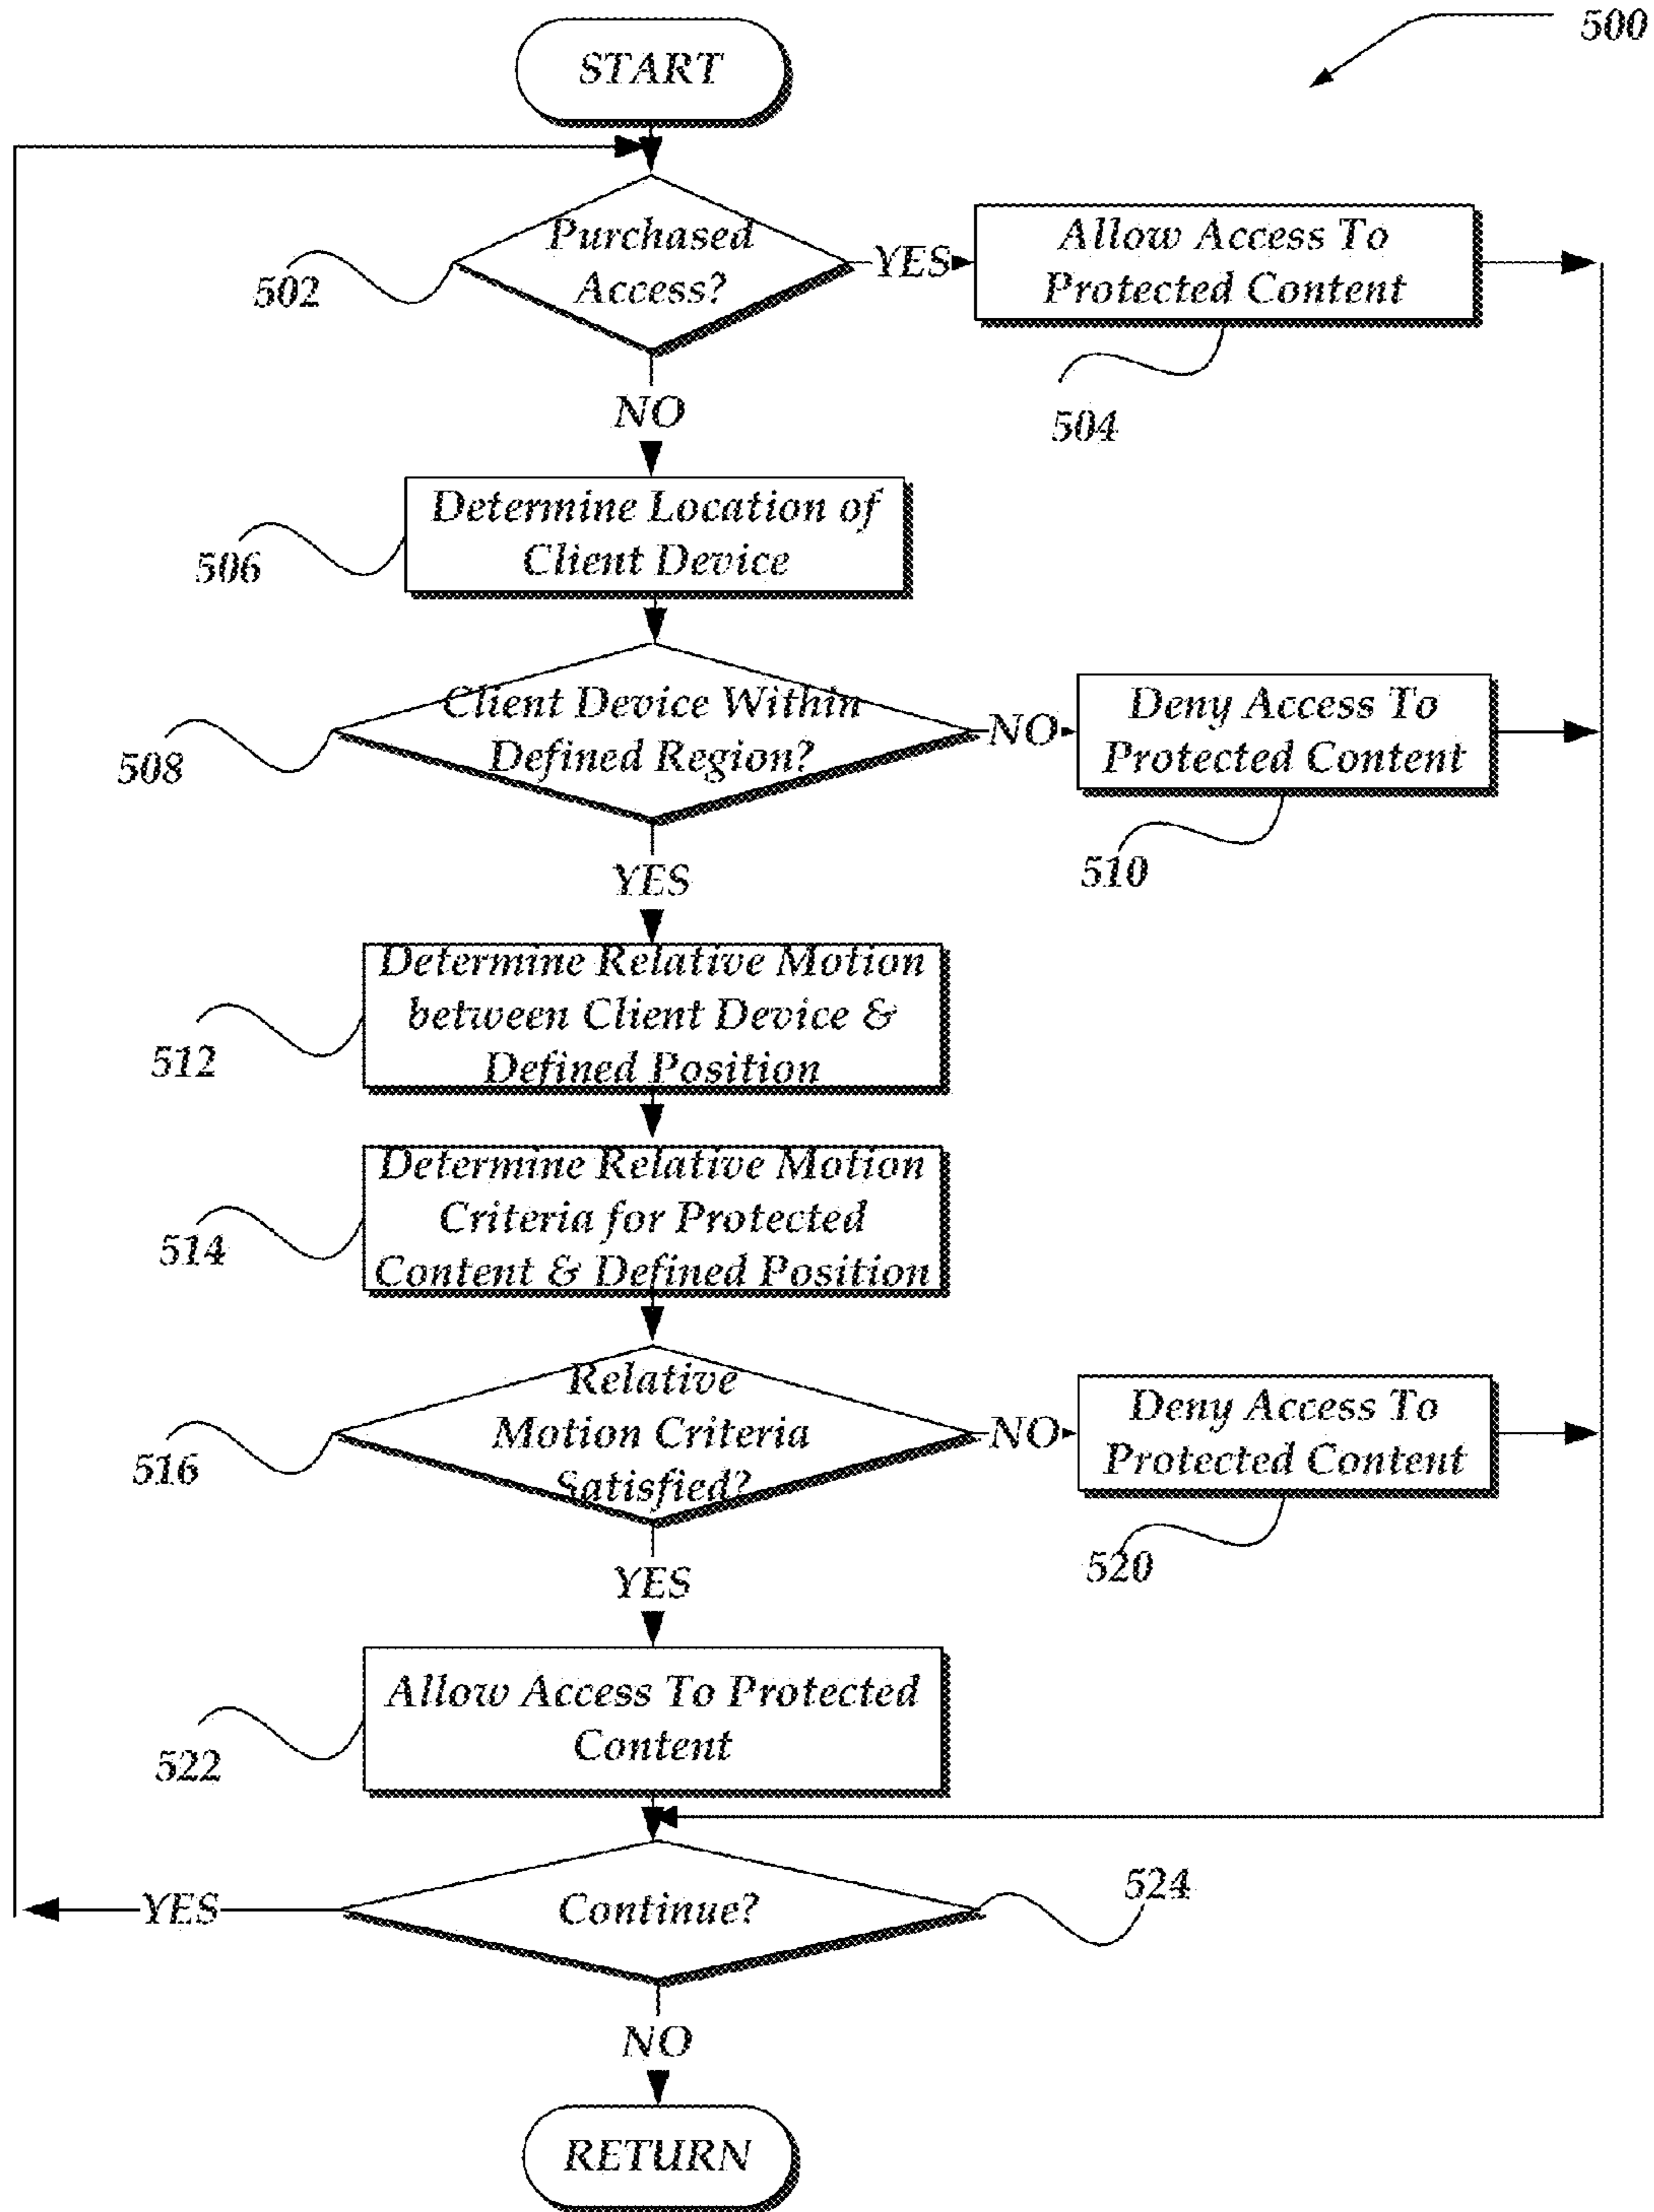 500
START
Purchased
Access?
502
YES
Allow Access To
Protected Content
504
NO
Determine Location of
Client Device
506
Client Device Within
Defined Region?
508
NO
Deny Access To
Protected Content
510
YES
Determine Relative Motion
between Client Device &
Defined Position
512
Determine Relative Motion
Criteria for Protected
Content & Defined Position
514
Relative
Motion Criteria
Satisfied?
516
NO
Deny Access To
Protected Content
520
YES
Allow Access To Protected
Content
522
Continue?
524
YES
NO
RETURN